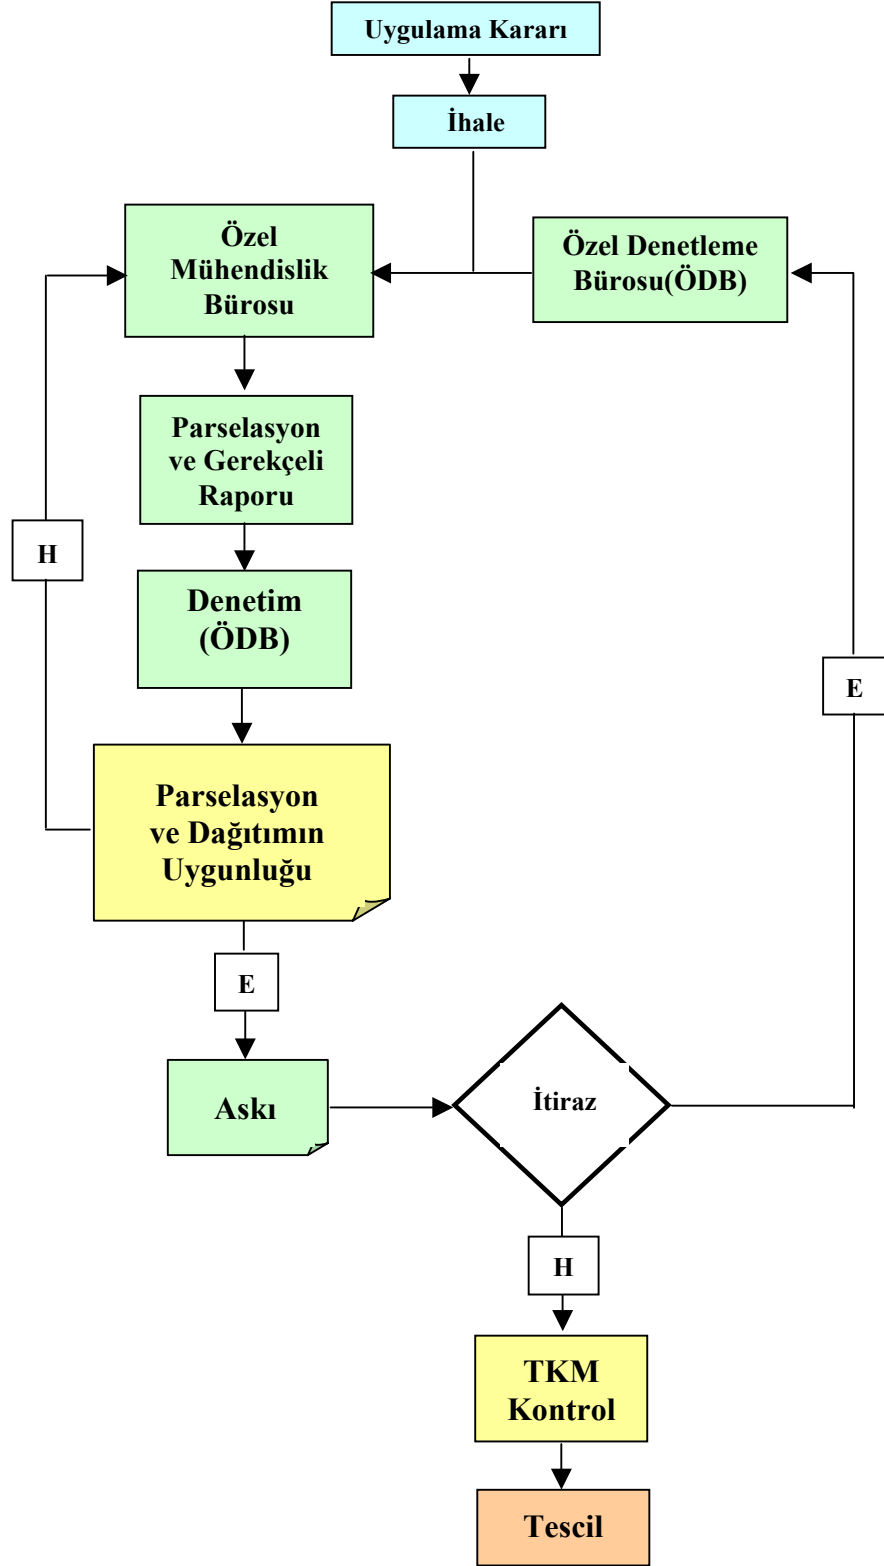 Uygulama Kararı
İhale
Özel
Mühendislik
Bürosu
Özel Denetleme
Bürosu(ÖDB)
Parselasyon
ve Gerekçeli
Raporu
H
Denetim
(ÖDB)
E
Parselasyon
ve Dağıtımın
Uygunluğu
E
Askı
İtiraz
H
TKM
Kontrol
Tescil